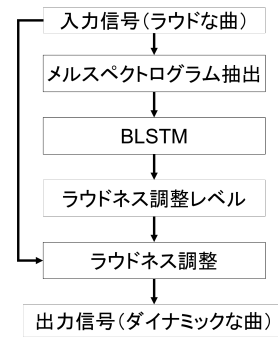 入力信号(ラウドな曲)
メルスペクトログラム抽出
BLSTM
ラウドネス調整レベル
ラウドネス調整
出力信号(ダイナミックな曲)